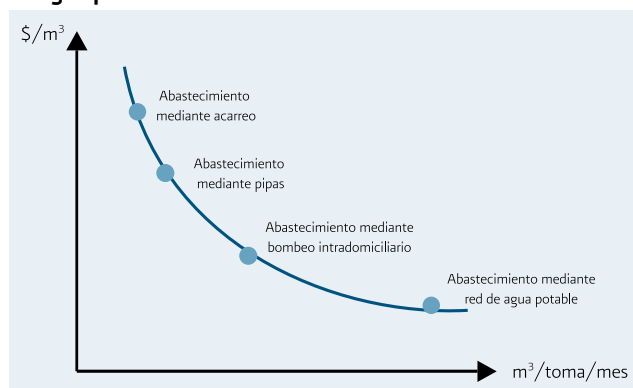 $/m³
Abastecimiento
mediante acarreo
Abastecimiento
mediante pipas
Abastecimiento mediante
bombeo intradomiciliario
Abastecimiento mediante
red de agua potable
m³/toma/mes